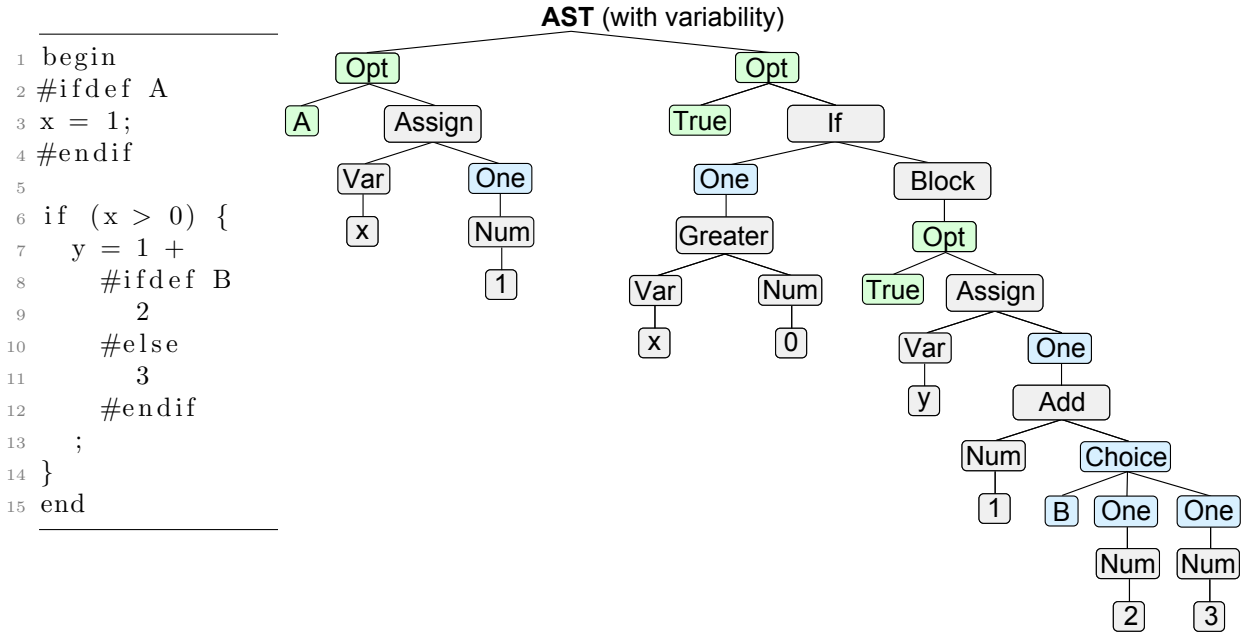 AST (with variability)
1 begin
2 #ifdef A
3 x = 1;
4 #endif
5
6 if (x > 0) {
7 y = 1 +
8 #ifdef B
9 2
10 #else
11 3
12 #endif
13 ;
14 }
15 end
Opt Opt
A Assign True If
Var One One Block
x Num Greater Opt
1 Var Num True Assign
x 0 Var One
y Add
Num Choice
1 B One One
Num Num
2 3